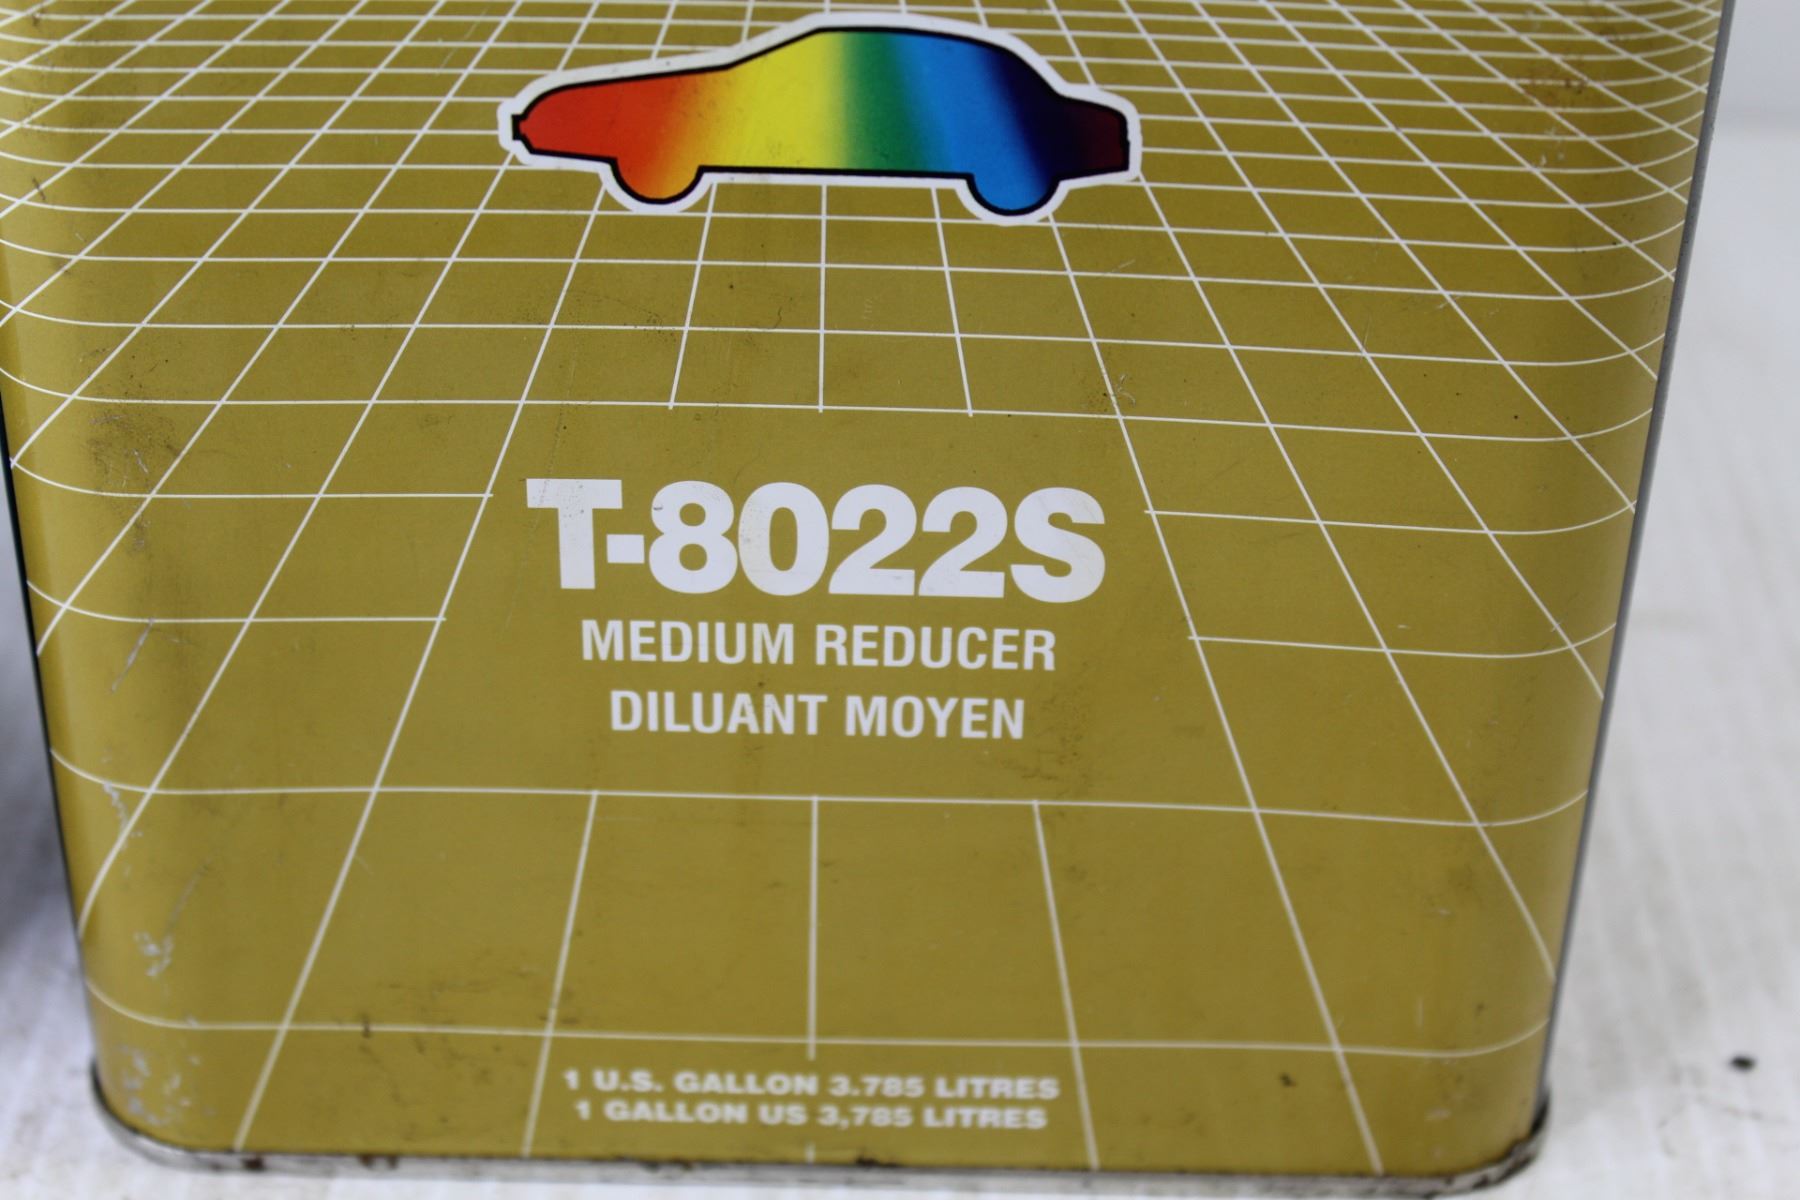 T-8022S
MEDIUM REDUCER
DILUANT MOYEN
1 U.S. GALLON 3.785 LITRES
1 GALLON US 3,785 LITRES